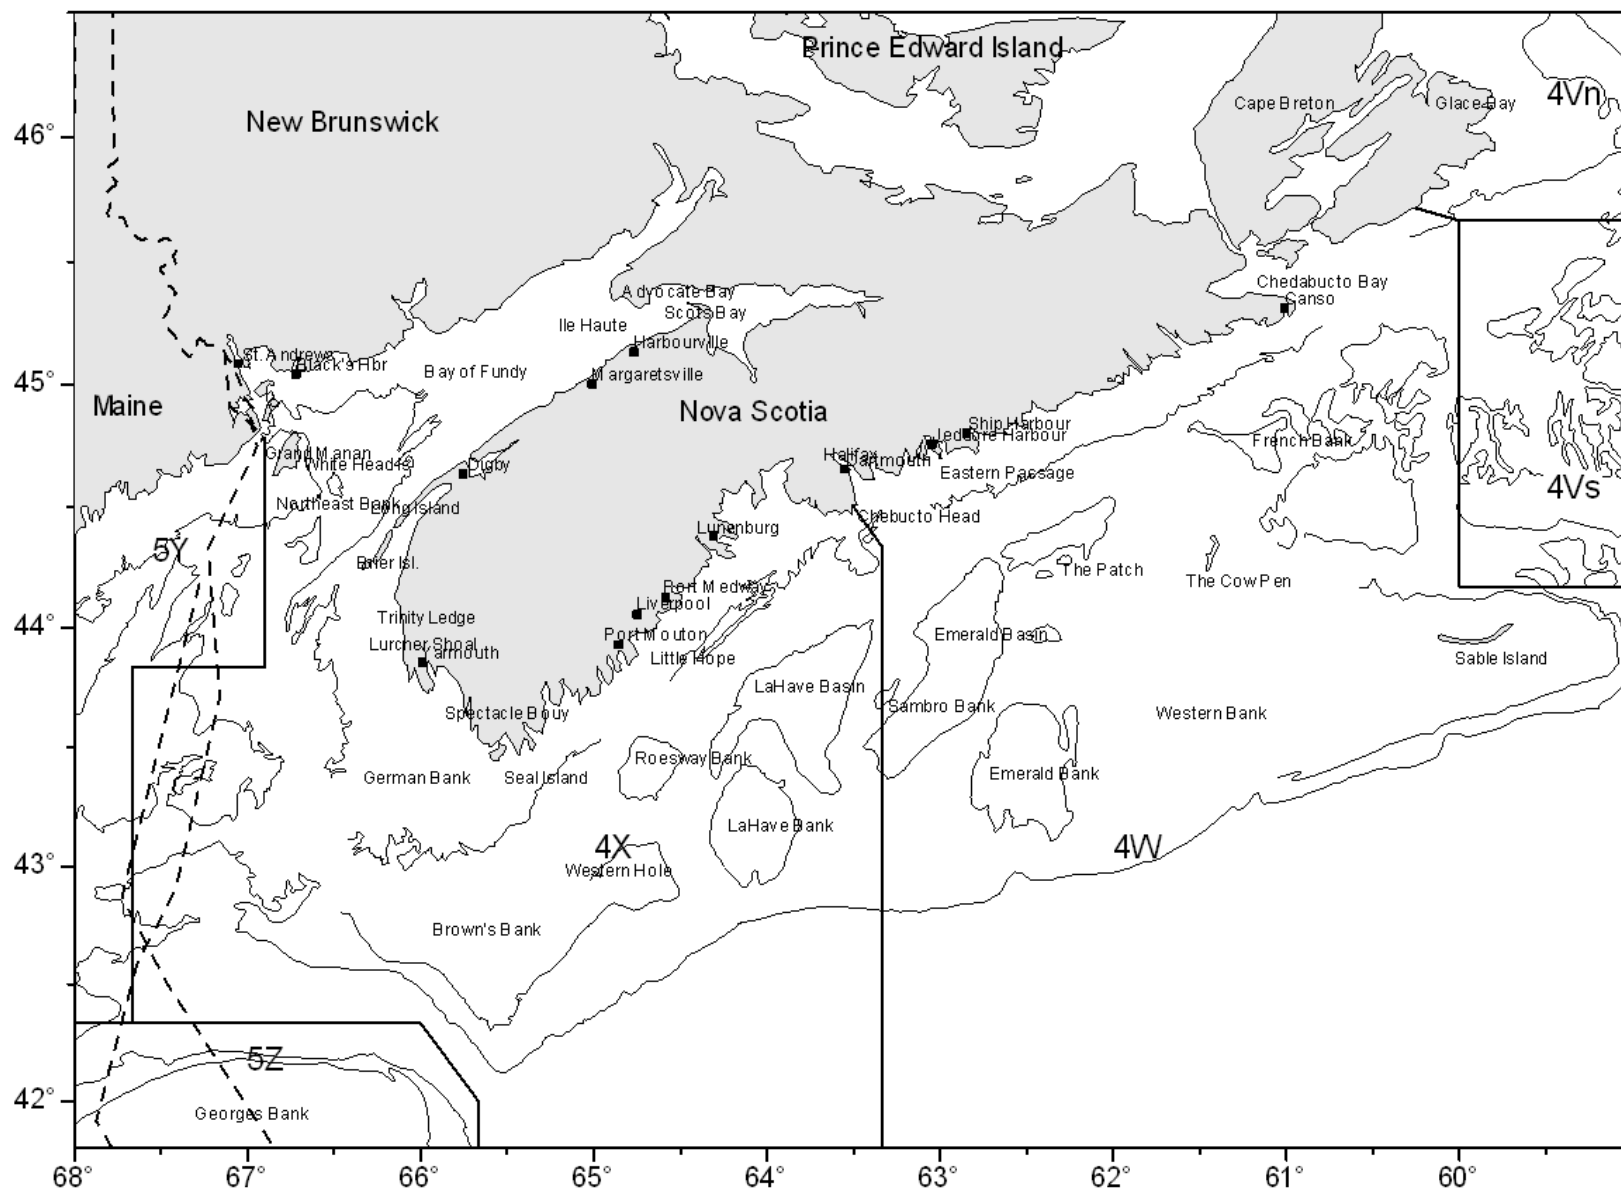 Prince Edward Island
4Vn
Cape Breton
Glace Bay
New Brunswick
46°
Chedabucto Bay
Canso
Advocate Bay
Scots Bay
Ile Haute
Harbourville
St. Andrews
Black's Hbr
Bay of Fundy
Margaretsville
45°
Maine
Nova Scotia
Ship Harbour
Jeddore Harbour
French Bank
Grand Manan
White Head Is
Digby
Halifax
Dartmouth
Eastern Passage
4Vs
Northeast Bank
Long Island
Chebucto Head
Lunenburg
5Y
Brier Isl.
The Patch
The Cow Pen
Port Medway
Liverpool
44°
Trinity Ledge
Port Mouton
Emerald Basin
Lurcher Shoal
Yarmouth
Little Hope
Sable Island
LaHave Basin
Sambro Bank
Spectacle Bouy
Western Bank
Roesway Bank
German Bank
Seal Island
Emerald Bank
LaHave Bank
4X
4W
43°
Western Hole
Brown's Bank
5Z
42°
Georges Bank
68°
67°
66°
65°
64°
63°
62°
61°
60°